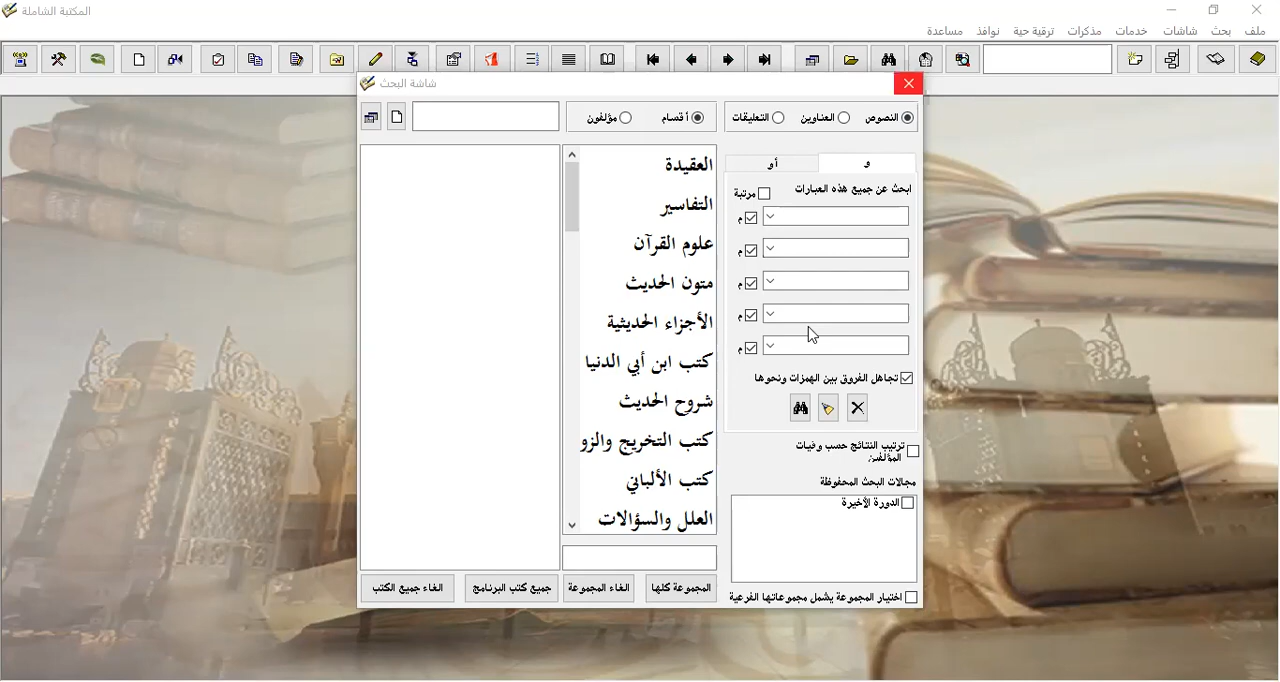 المكتبة الشاملة
ملف بحث شاشات خدمات ترقية حية مذكرات نوافذ مساعدة
شاشة البحث
النصوص العناوين التعليقات
أقسام مؤلفون
و أو
ابحث عن جميع هذه العبارات مرتبة
م
م
م
م
م
تجاهل الفروق بين الهمزات ونحوها
ترتيب النتائج حسب وفيات
المؤلفين
مجالات البحث المحفوظة
الدورة الأخيرة
اختيار المجموعة يشمل مجموعاتها الفرعية
العقيدة
التفاسير
علوم القرآن
متون الحديث
الأجزاء الحديثية
كتب ابن أبي الدنيا
شروح الحديث
كتب التخريج والزو
كتب الألباني
العلل والسؤالات
المجموعة كلها الغاء المجموعة جميع كتب البرنامج الغاء جميع الكتب